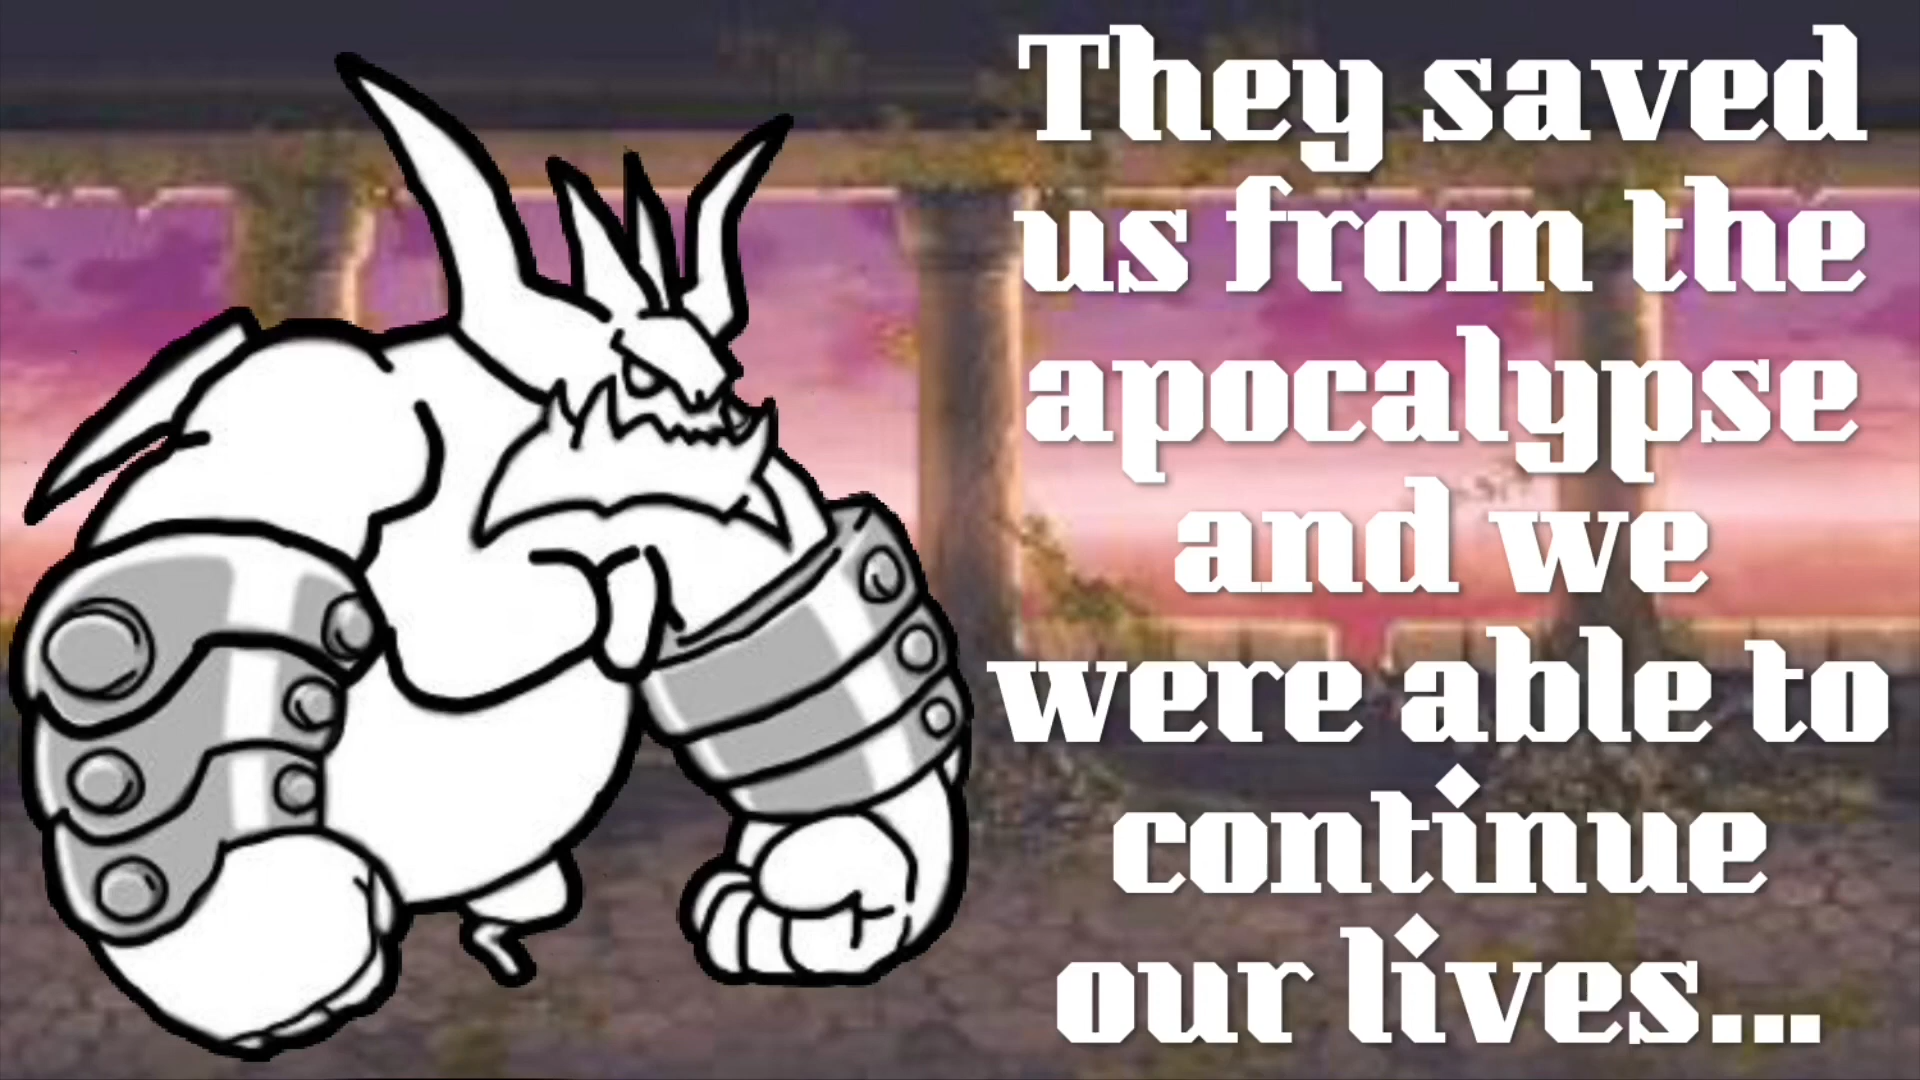 They saved
us from the
apocalypse
and we
were able to
continue
our lives...